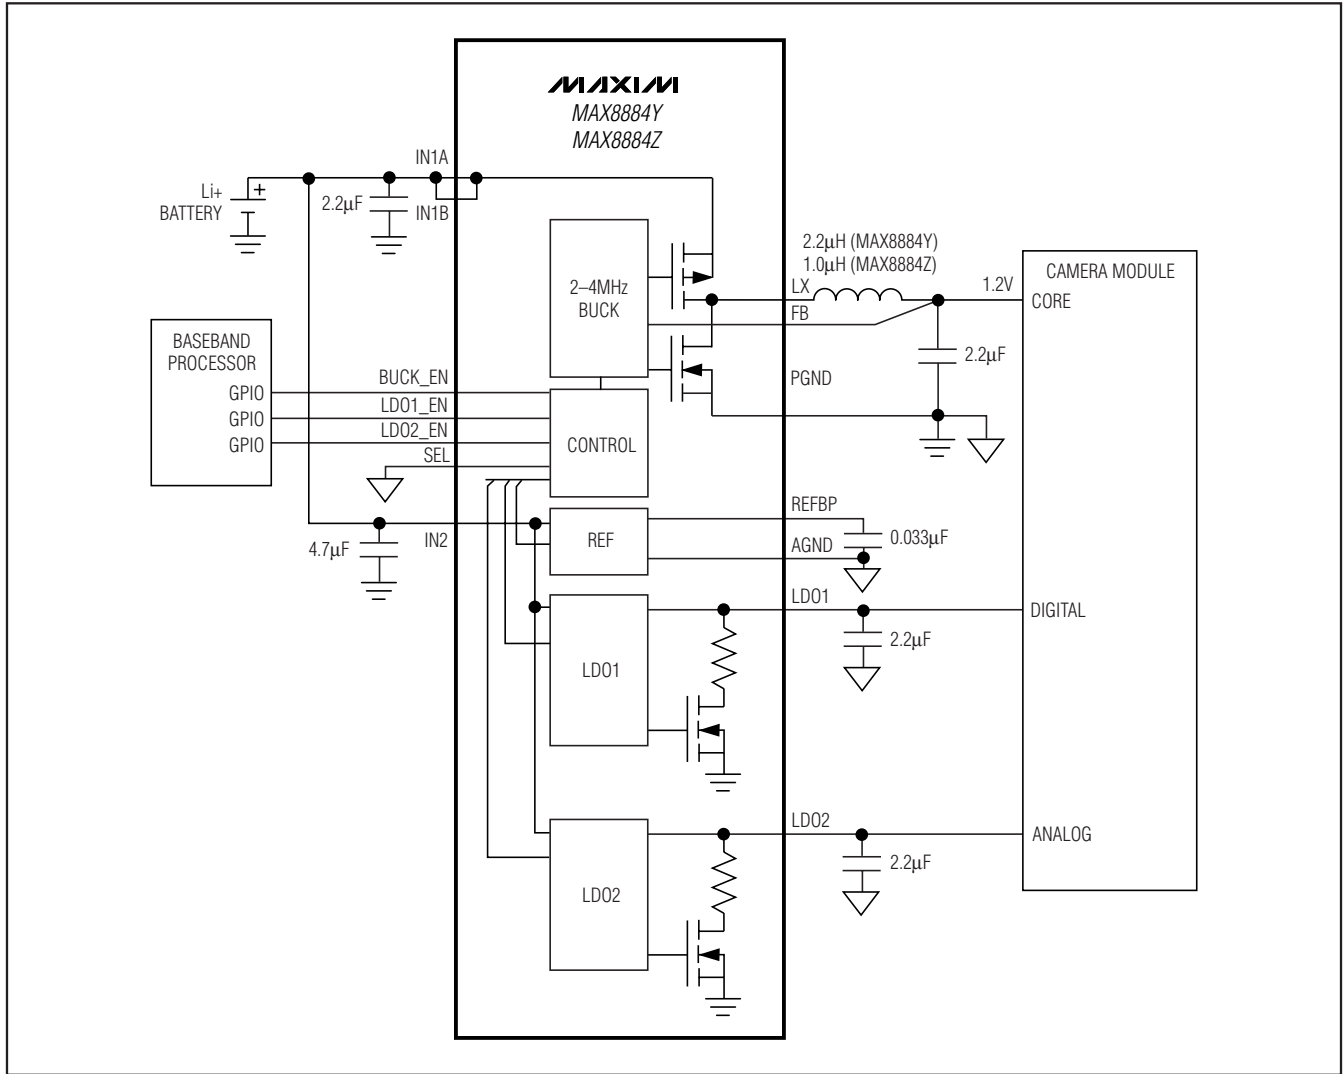 MAXIM
MAX8884Y
MAX8884Z
IN1A
Li+
BATTERY
+
2.2µF
IN1B
2–4MHz
BUCK
2.2µH (MAX8884Y)
1.0µH (MAX8884Z)
LX
FB
1.2V
CAMERA MODULE
CORE
2.2µF
PGND
BASEBAND
PROCESSOR
GPIO
GPIO
GPIO
BUCK_EN
LDO1_EN
LDO2_EN
SEL
CONTROL
4.7µF
IN2
REF
REFBP
AGND
0.033µF
LDO1
DIGITAL
2.2µF
LDO1
LDO2
ANALOG
2.2µF
LDO2